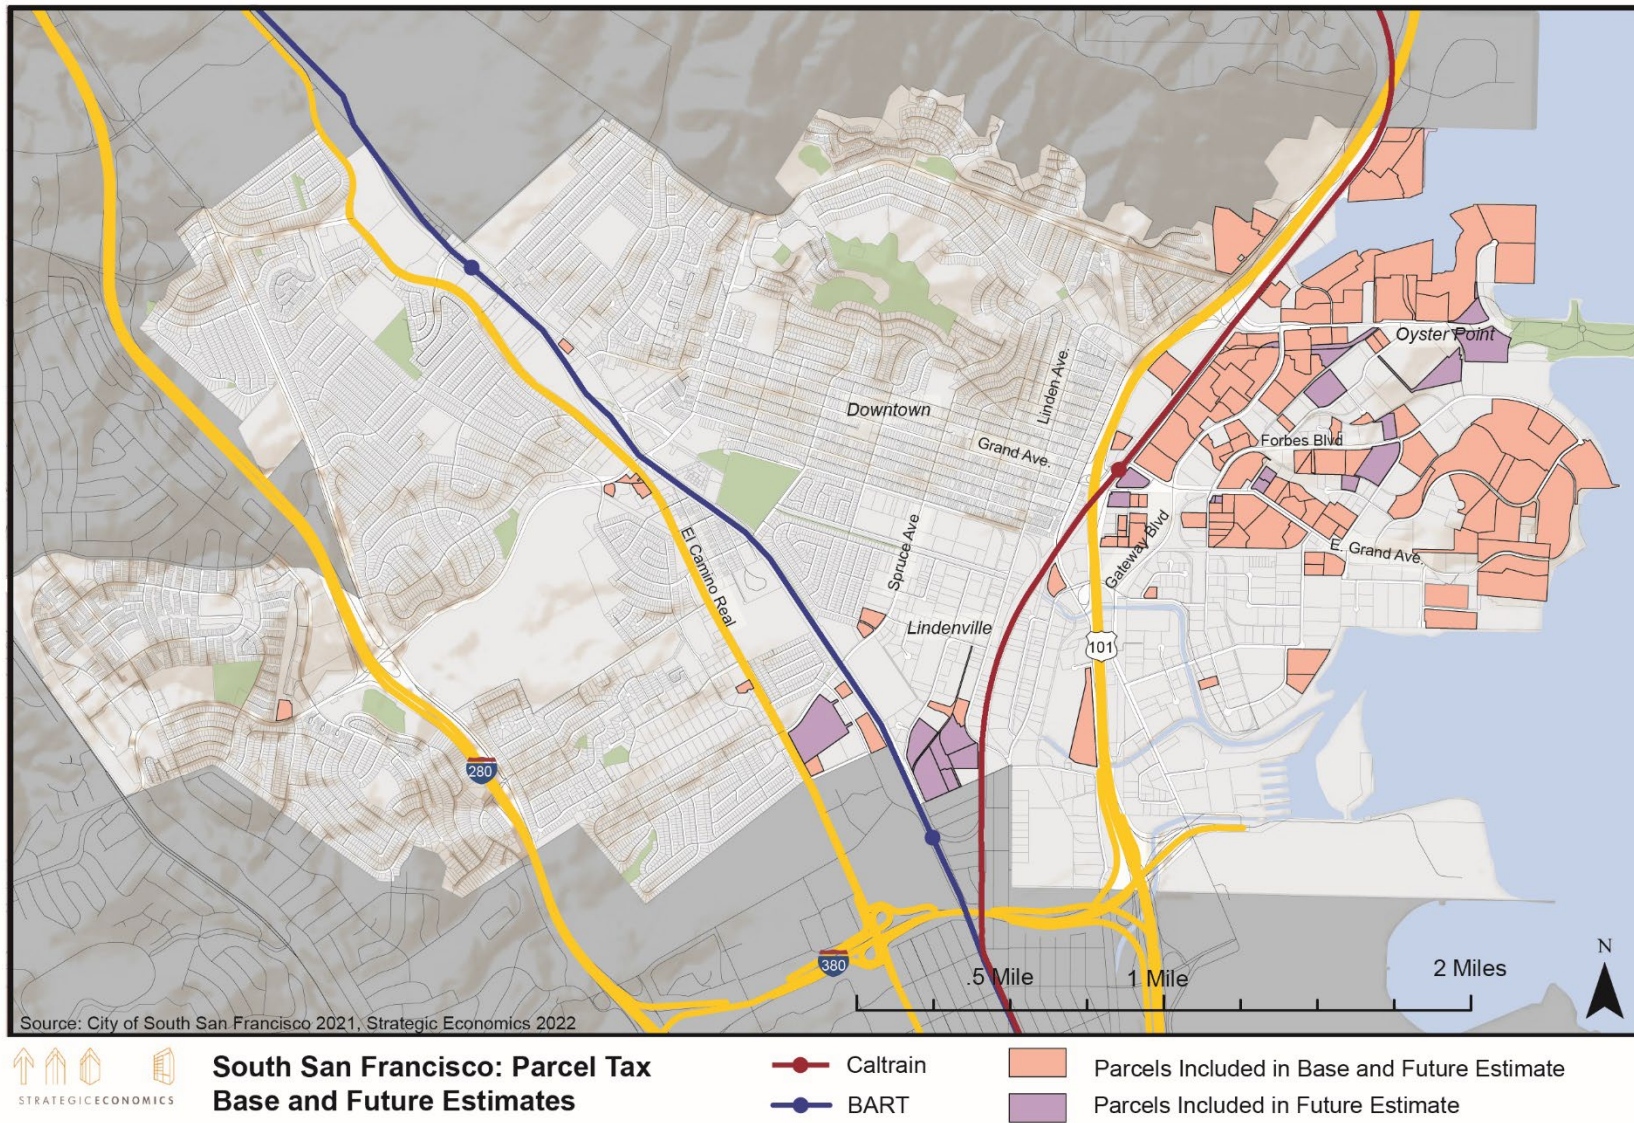 Oyster Point
Linden Ave.
Downtown
Grand Ave.
Forbes Blvd
Spruce Ave
El Camino Real
Gateway Blvd
E. Grand Ave.
Lindenville
101
280
380
.5 Mile
1 Mile
2 Miles
N
Source: City of South San Francisco 2021, Strategic Economics 2022
STRATEGICECONOMICS
South San Francisco: Parcel Tax
Base and Future Estimates
Caltrain
BART
Parcels Included in Base and Future Estimate
Parcels Included in Future Estimate